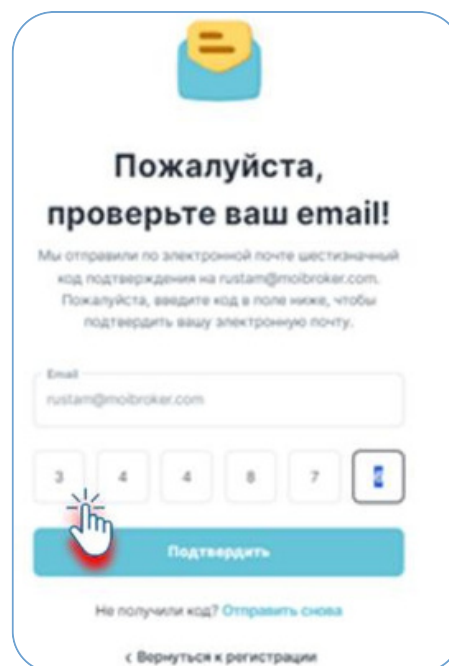 Пожалуйста,
проверьте ваш email!
Мы отправили по электронной почте шестизначный
код подтверждения на rustam@moibroker.com.
Пожалуйста, введите код в поле ниже, чтобы
подтвердить вашу электронную почту.
Email
rustam@moibroker.com
3 4 4 8 7
Подтвердить
Не получили код? Отправить снова
‹ Вернуться к регистрации